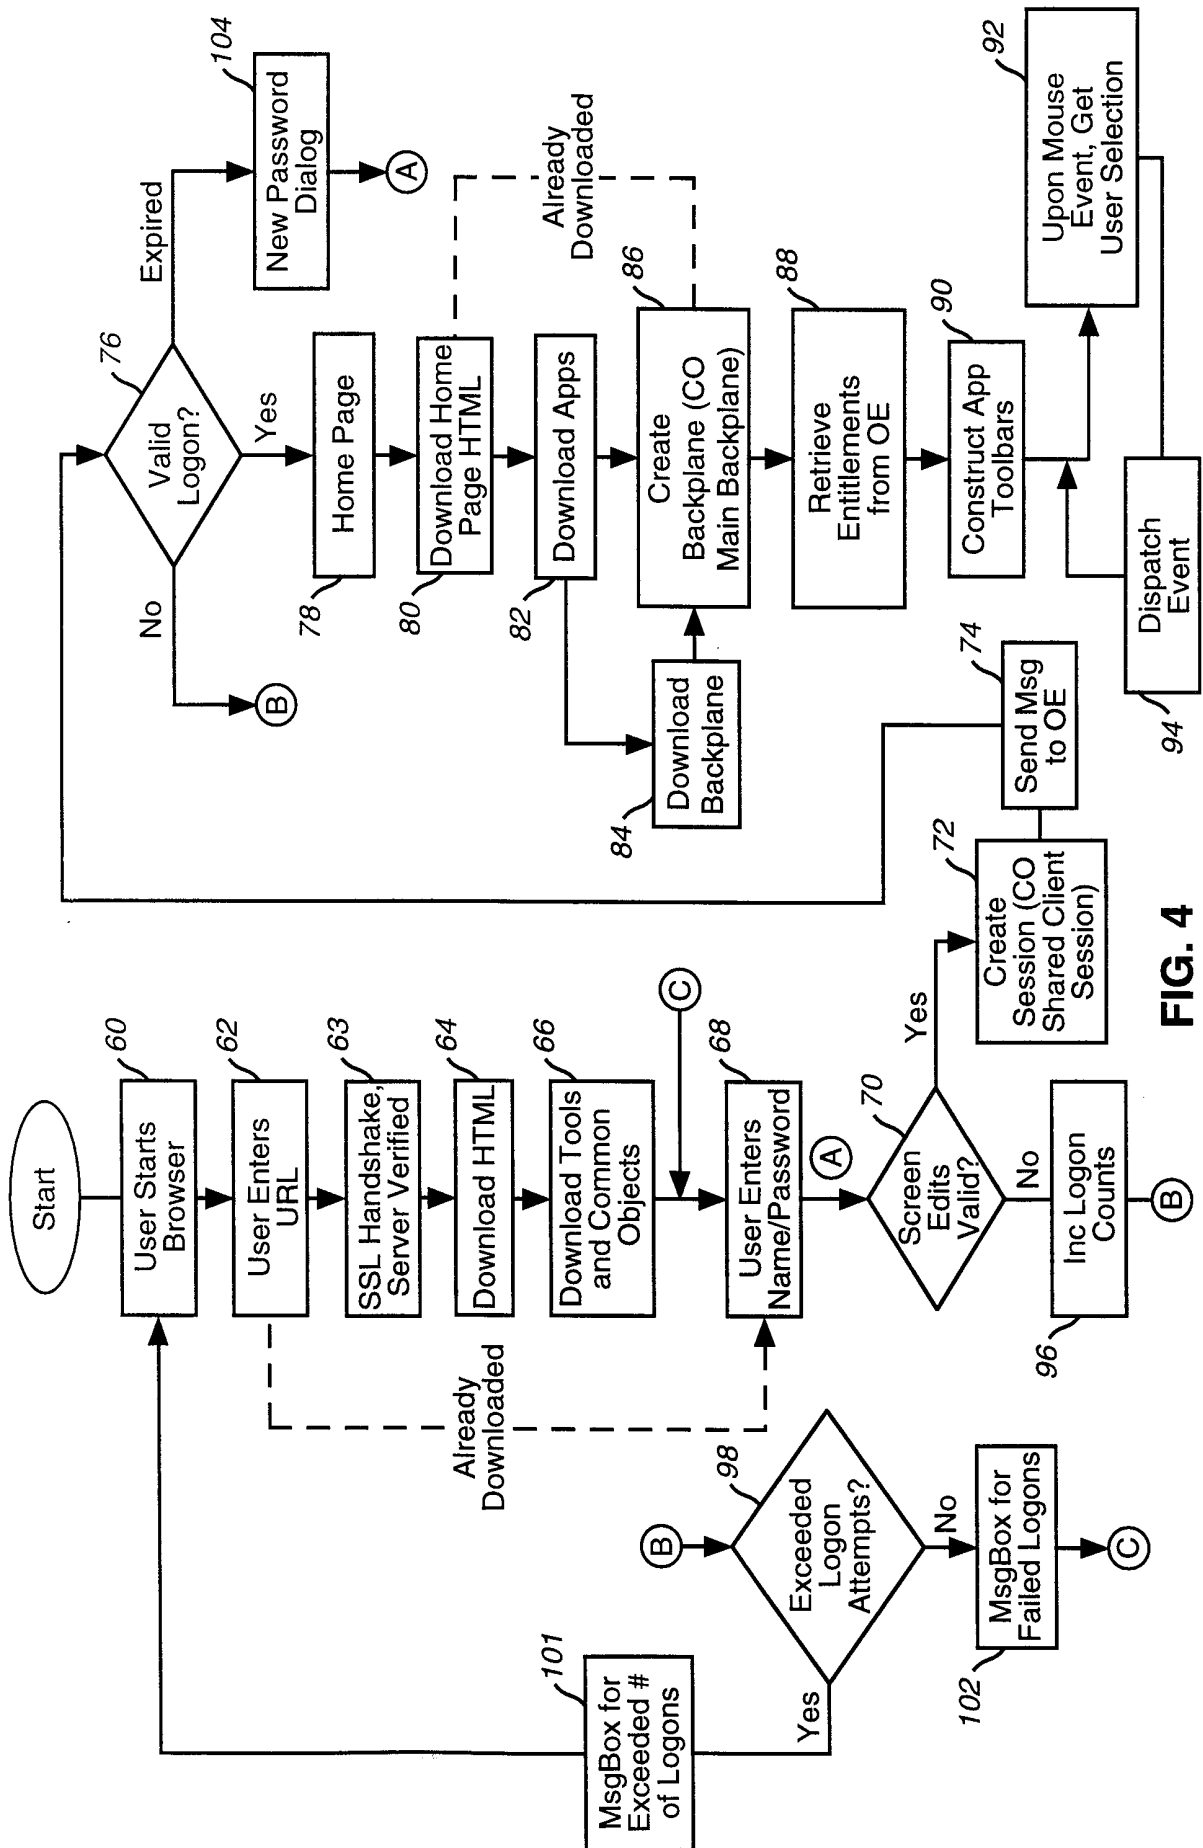 Start
60
User Starts
Browser
62
User Enters
URL
63
SSL Handshake,
Server Verified
64
Download HTML
66
Download Tools
and Common
Objects
C
Already
Downloaded
68
User Enters
Name/Password
A
70
Screen
Edits
Valid?
Yes
No
72
Create
Session (CO
Shared Client
Session)
74
Send Msg
to OE
96
Inc Logon
Counts
B
B
98
Exceeded
Logon
Attempts?
Yes
No
101
MsgBox for
Exceeded #
of Logons
102
MsgBox for
Failed Logons
C
76
Valid
Logon?
No
B
Expired
104
New Password
Dialog
A
Yes
78
Home Page
80
Download Home
Page HTML
Already
Downloaded
82
Download Apps
84
Download
Backplane
86
Create
Backplane (CO
Main Backplane)
88
Retrieve
Entitlements
from OE
90
Construct App
Toolbars
92
Upon Mouse
Event, Get
User Selection
94
Dispatch
Event
FIG. 4